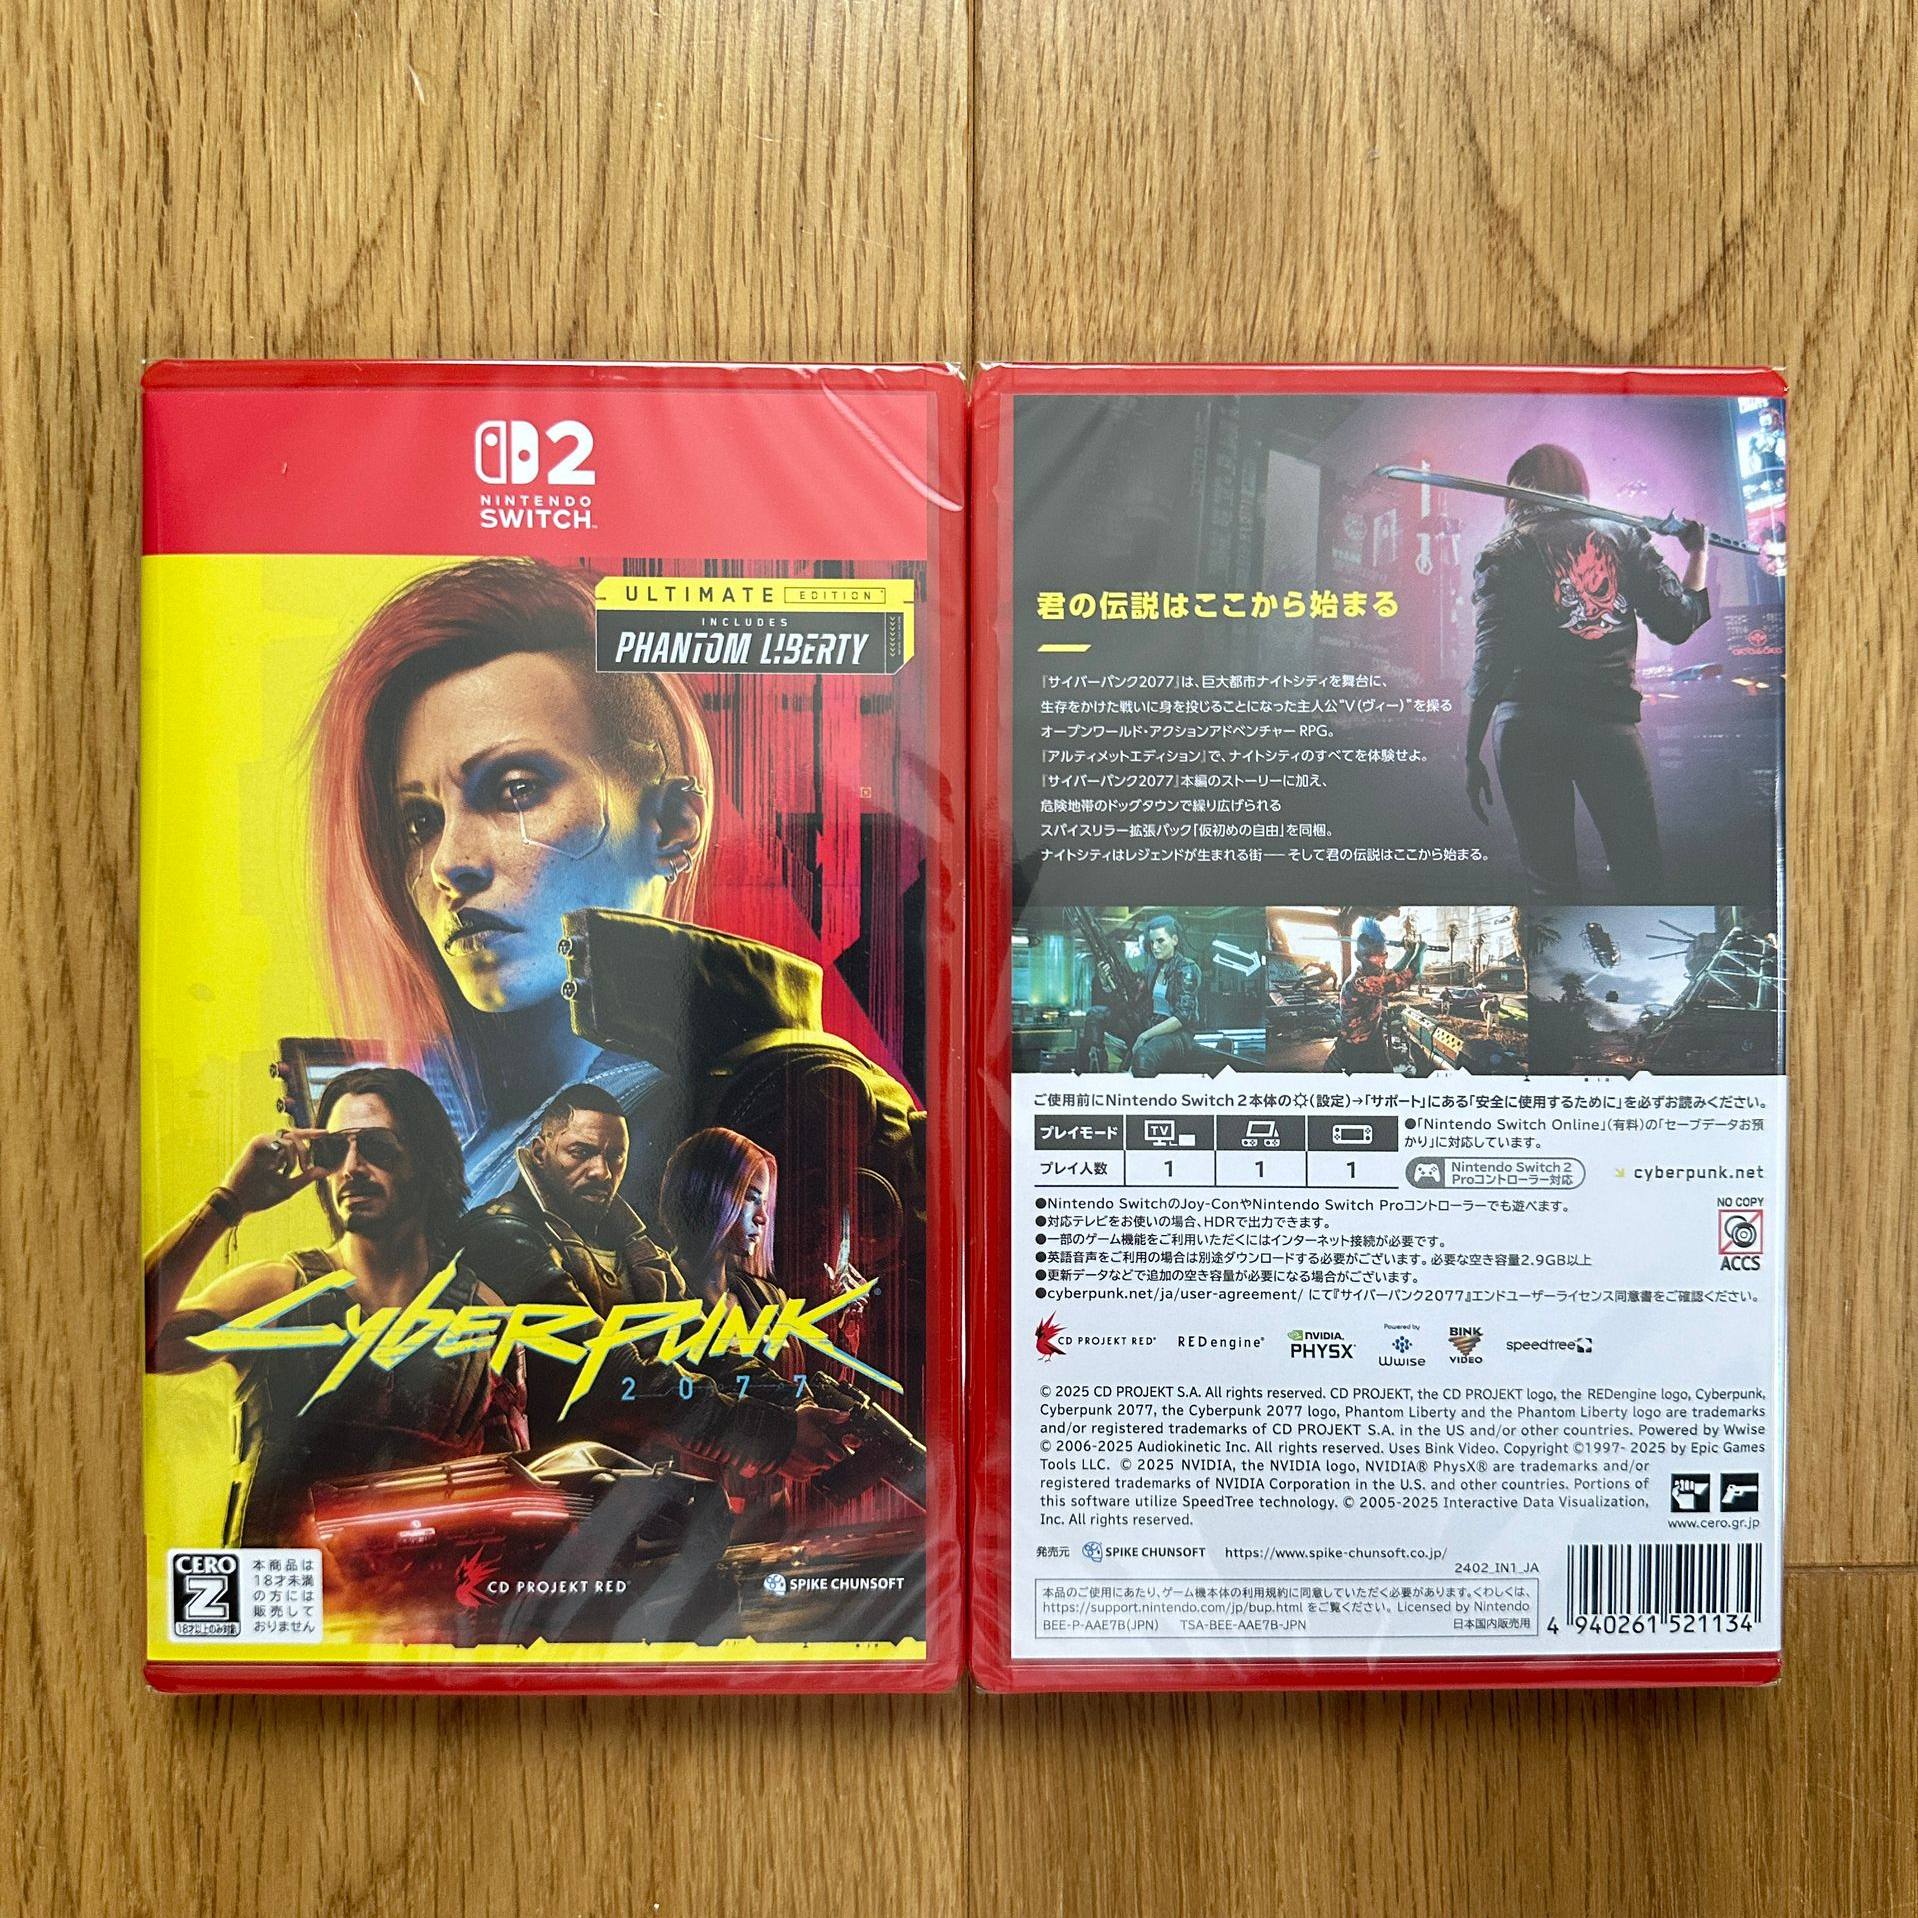 2
NINTENDO
SWITCH™
ULTIMATE EDITION
INCLUDES
PHANTOM LIBERTY
CYBERPUNK®
2077
CERO
Z
18才以上のみ対象
本商品は
18才未満
の方には
販売して
おりません
CD PROJEKT RED®
SPIKE CHUNSOFT
君の伝説はここから始まる
『サイバーパンク2077』は、巨大都市ナイトシティを舞台に、
生存をかけた戦いに身を投じることになった主人公“V(ヴィー)”を操る
オープンワールド・アクションアドベンチャー RPG。
『アルティメットエディション』で、ナイトシティのすべてを体験せよ。
『サイバーパンク2077』本編のストーリーに加え、
危険地帯のドッグタウンで繰り広げられる
スパイスリラー拡張パック「仮初めの自由」を同梱。
ナイトシティはレジェンドが生まれる街── そして君の伝説はここから始まる。
ご使用前にNintendo Switch 2本体の(設定)→「サポート」にある「安全に使用するために」を必ずお読みください。
プレイモード TV
プレイ人数 1 1 1
●「Nintendo Switch Online」(有料)の「セーブデータお預
かり」に対応しています。
Nintendo Switch 2
Proコントローラー対応
cyberpunk.net
●Nintendo SwitchのJoy-ConやNintendo Switch Proコントローラーでも遊べます。
●対応テレビをお使いの場合、HDRで出力できます。
●一部のゲーム機能をご利用いただくにはインターネット接続が必要です。
●英語音声をご利用の場合は別途ダウンロードする必要がございます。必要な空き容量2.9GB以上
●更新データなどで追加の空き容量が必要になる場合がございます。
●cyberpunk.net/ja/user-agreement/ にて『サイバーパンク2077』エンドユーザーライセンス同意書をご確認ください。
NO COPY
ACCS
CD PROJEKT RED®
REDengine®
NVIDIA.
PHYSX®
Powered by
Wwise
BINK
VIDEO
speedtree
© 2025 CD PROJEKT S.A. All rights reserved. CD PROJEKT, the CD PROJEKT logo, the REDengine logo, Cyberpunk,
Cyberpunk 2077, the Cyberpunk 2077 logo, Phantom Liberty and the Phantom Liberty logo are trademarks
and/or registered trademarks of CD PROJEKT S.A. in the US and/or other countries. Powered by Wwise
© 2006-2025 Audiokinetic Inc. All rights reserved. Uses Bink Video. Copyright ©1997- 2025 by Epic Games
Tools LLC. © 2025 NVIDIA, the NVIDIA logo, NVIDIA® PhysX® are trademarks and/or
registered trademarks of NVIDIA Corporation in the U.S. and other countries. Portions of
this software utilize SpeedTree technology. © 2005-2025 Interactive Data Visualization,
Inc. All rights reserved.
www.cero.gr.jp
発売元 SPIKE CHUNSOFT https://www.spike-chunsoft.co.jp/
2402_IN1_JA
本品のご使用にあたり、ゲーム機本体の利用規約に同意していただく必要があります。くわしくは、
https://support.nintendo.com/jp/bup.html をご覧ください。 Licensed by Nintendo
BEE-P-AAE7B(JPN) TSA-BEE-AAE7B-JPN 日本国内販売用
4 940261 521134